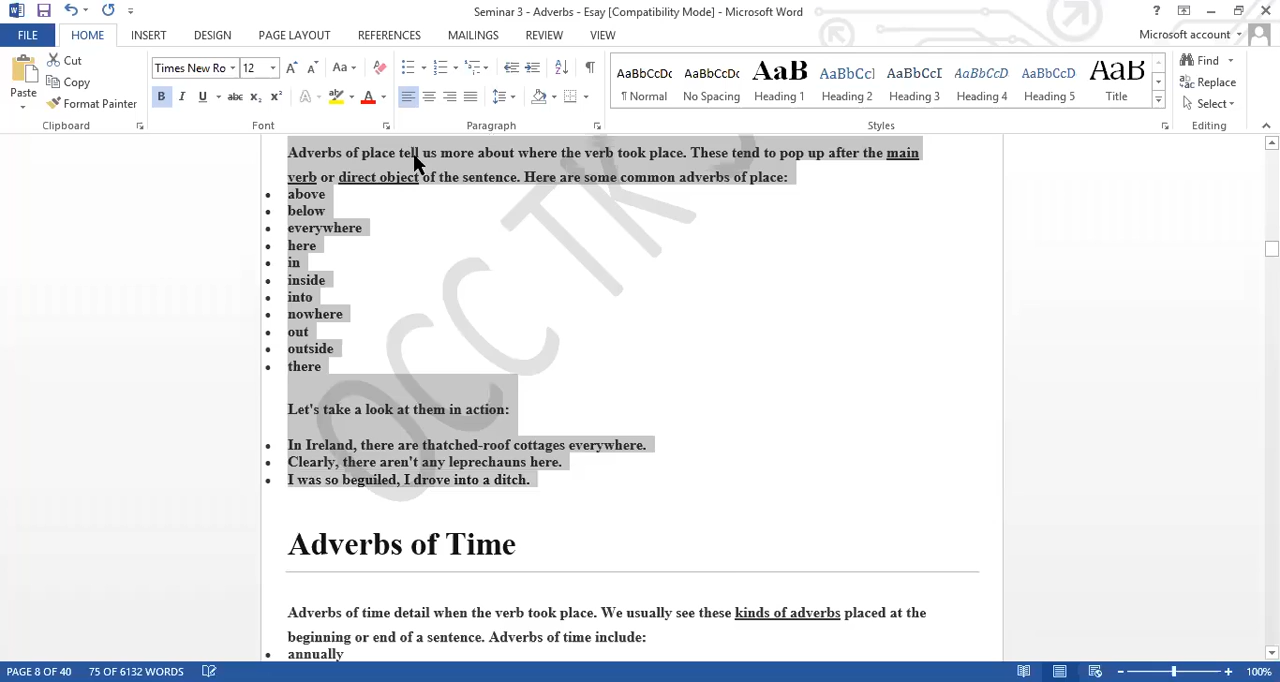 Seminar 3 - Adverbs - Esay [Compatibility Mode] - Microsoft Word
FILE HOME INSERT DESIGN PAGE LAYOUT REFERENCES MAILINGS REVIEW VIEW Microsoft account
Paste Cut
Copy
Format Painter
Clipboard
Times New Ro 12
Font
Paragraph
AaBbCcDc AaBbCcDc AaB AaBbCcl AaBbCcI AaBbCcD AaBbCcD AaB
¶ Normal No Spacing Heading 1 Heading 2 Heading 3 Heading 4 Heading 5 Title
Styles
Find
Replace
Select
Editing
Adverbs of place tell us more about where the verb took place. These tend to pop up after the main
verb or direct object of the sentence. Here are some common adverbs of place:
• above
• below
• everywhere
• here
• in
• inside
• into
• nowhere
• out
• outside
• there
Let's take a look at them in action:
• In Ireland, there are thatched-roof cottages everywhere.
• Clearly, there aren't any leprechauns here.
• I was so beguiled, I drove into a ditch.
Adverbs of Time
Adverbs of time detail when the verb took place. We usually see these kinds of adverbs placed at the
beginning or end of a sentence. Adverbs of time include:
• annually
OCC TK
PAGE 8 OF 40 75 OF 6132 WORDS 100%